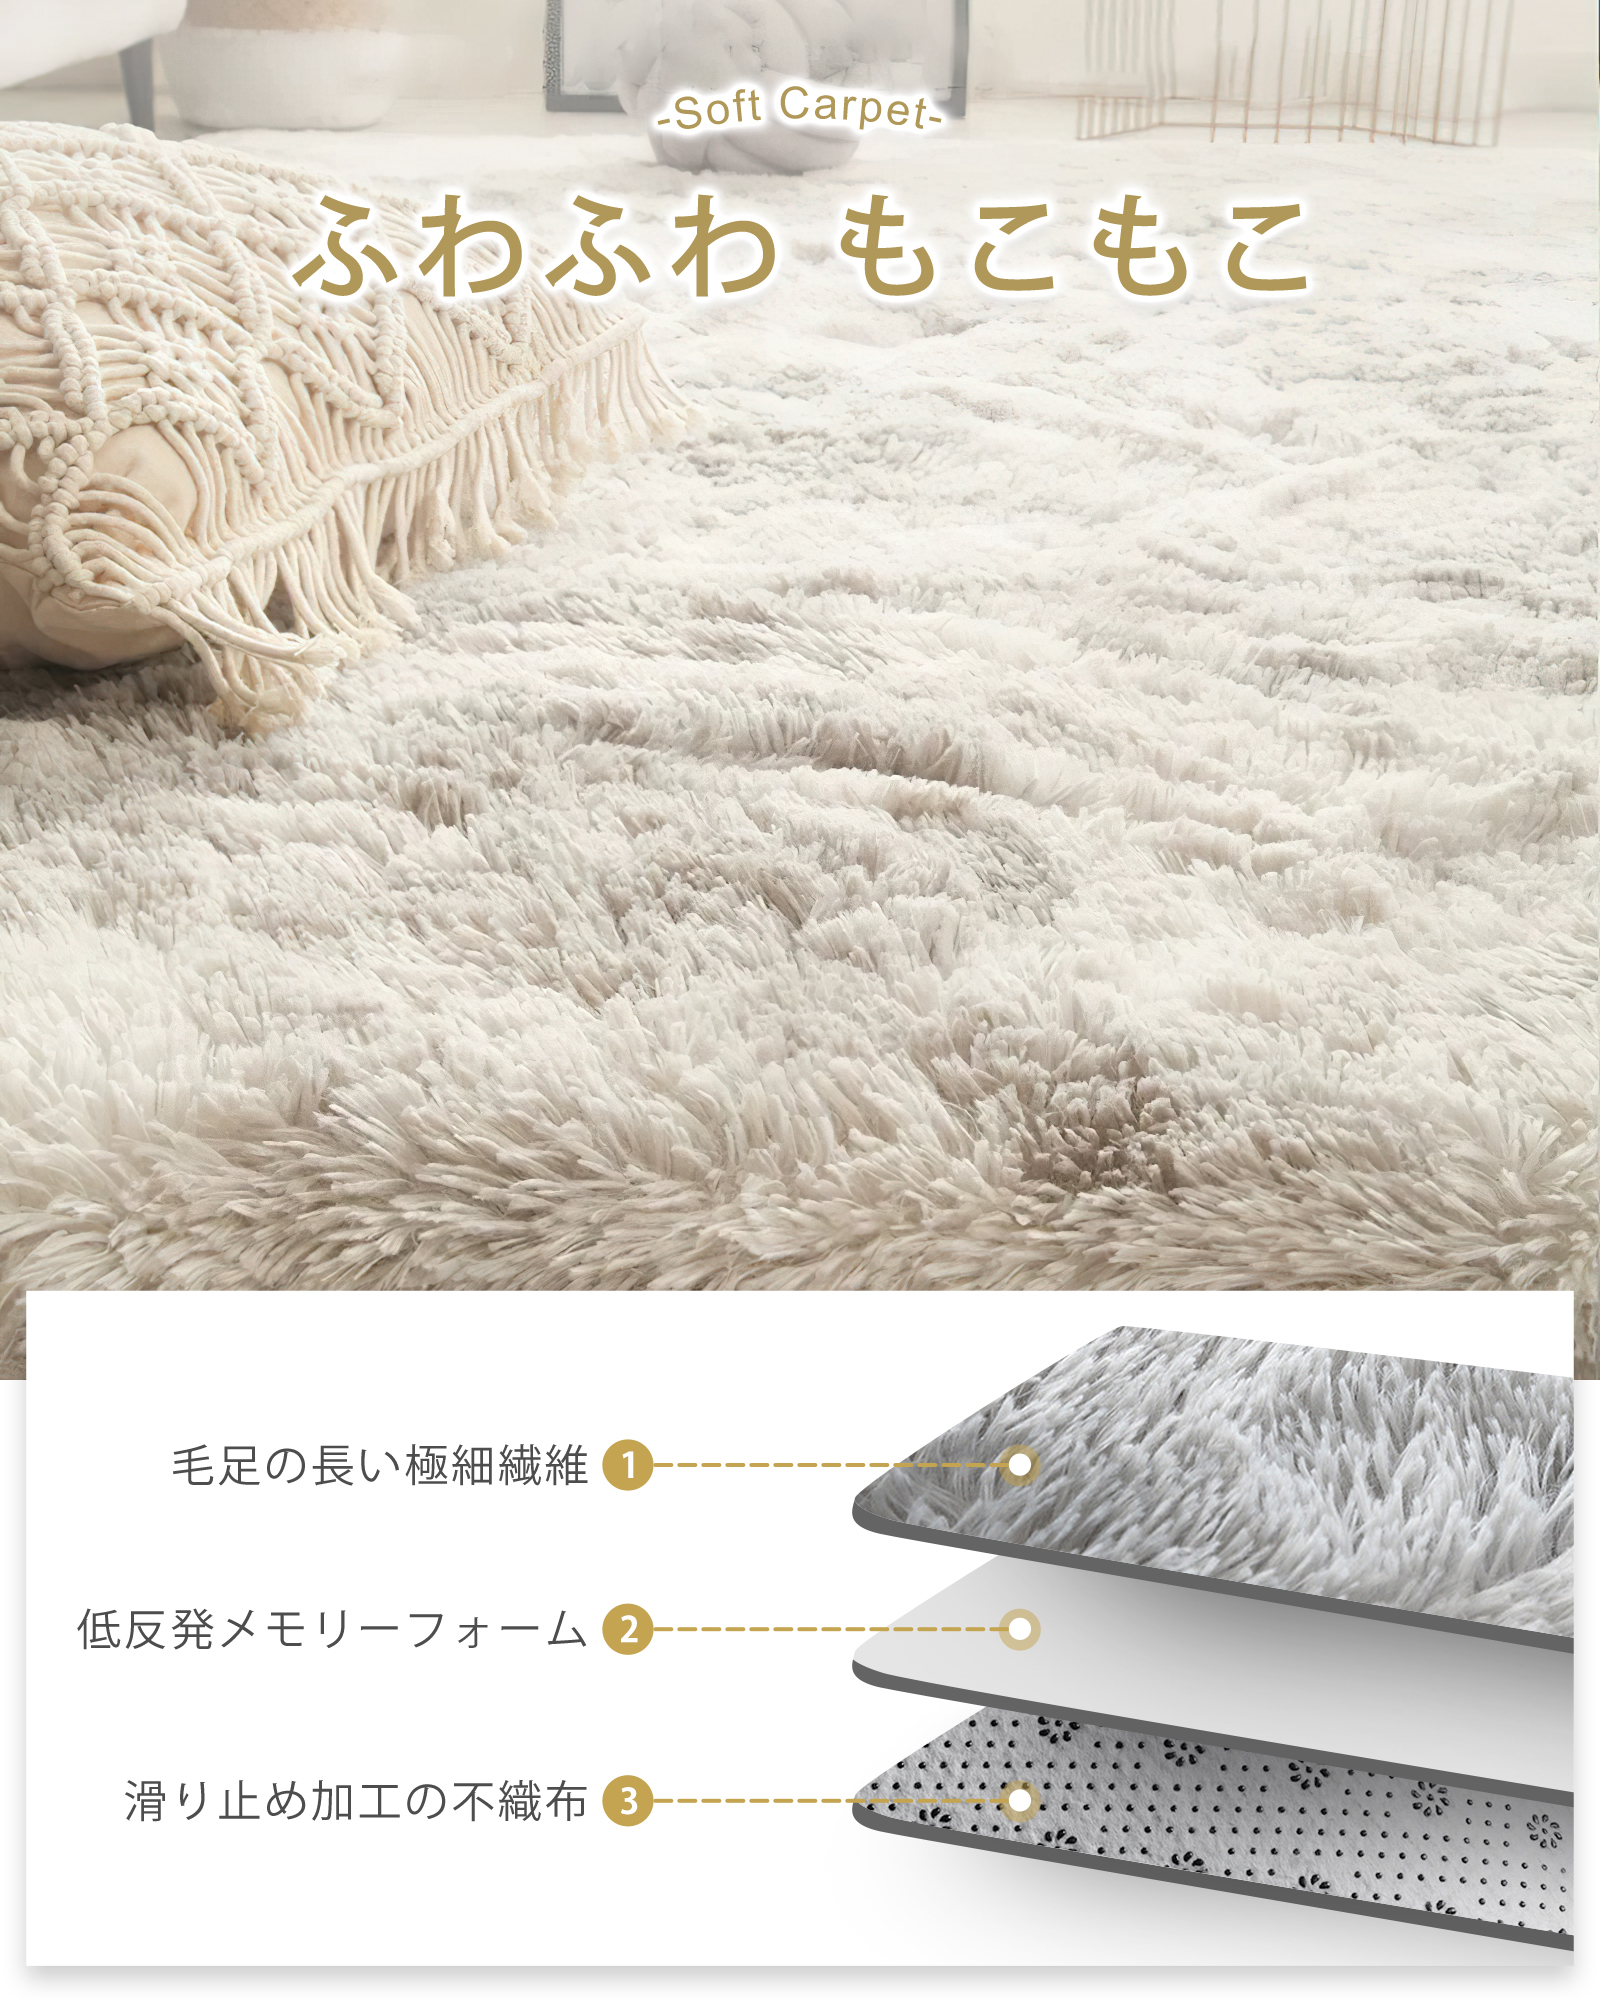 -Soft Carpet-
ふわふわ もこもこ
毛足の長い極細繊維 1
低反発メモリーフォーム 2
滑り止め加工の不織布 3